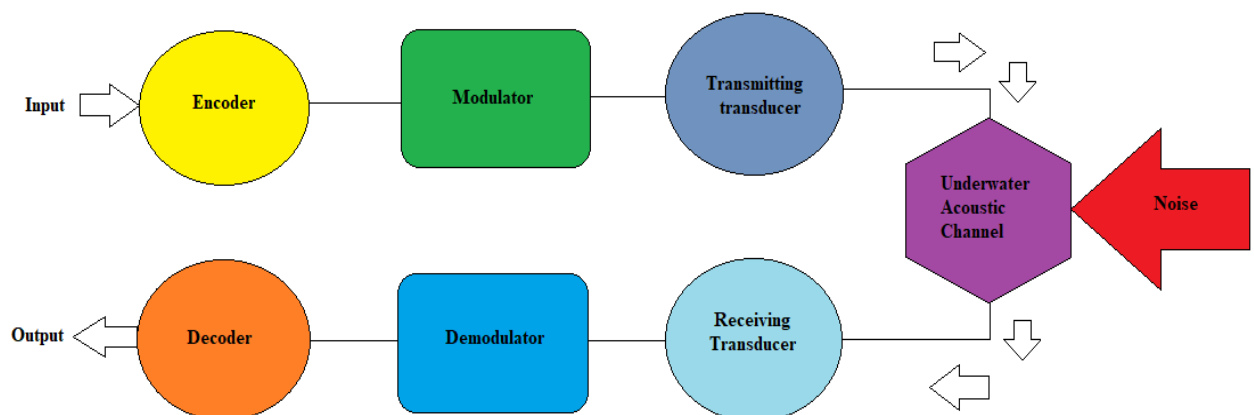 Input
Encoder
Modulator
Transmitting
transducer
Underwater
Acoustic
Channel
Noise
Output
Decoder
Demodulator
Receiving
Transducer